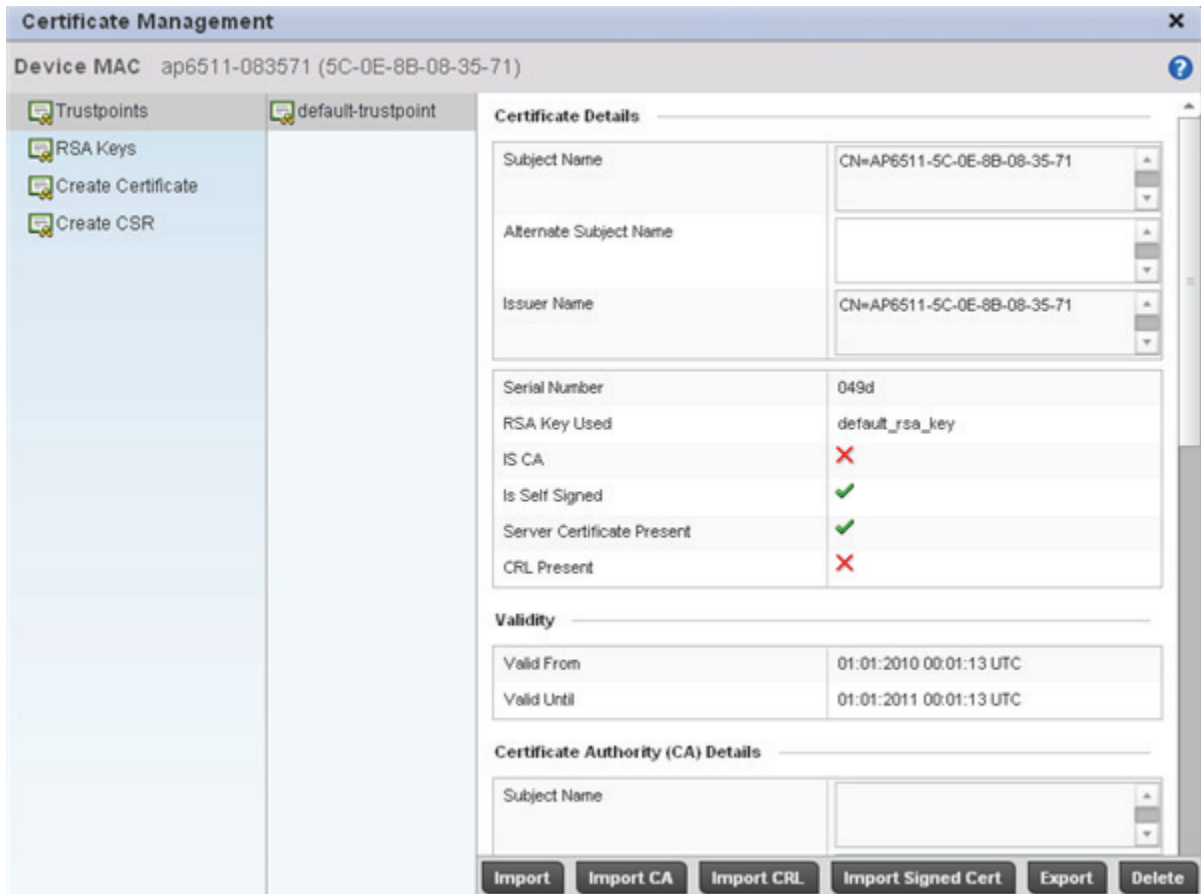 Certificate Management
Device MAC ap6511-083571 (5C-0E-8B-08-35-71)
Trustpoints
RSA Keys
Create Certificate
Create CSR
default-trustpoint
Certificate Details
Subject Name CN=AP6511-5C-0E-8B-08-35-71
Alternate Subject Name
Issuer Name CN=AP6511-5C-0E-8B-08-35-71
Serial Number 049d
RSA Key Used default_rsa_key
IS CA
Is Self Signed
Server Certificate Present
CRL Present
Validity
Valid From 01:01:2010 00:01:13 UTC
Valid Until 01:01:2011 00:01:13 UTC
Certificate Authority (CA) Details
Subject Name
Import Import CA Import CRL Import Signed Cert Export Delete